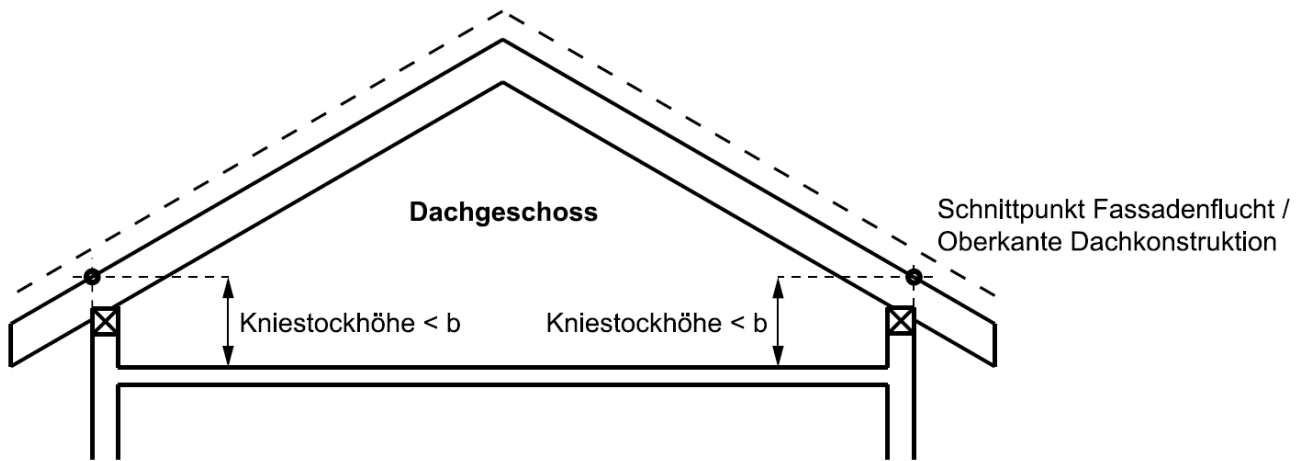 Dachgeschoss
Schnittpunkt Fassadenflucht /
Oberkante Dachkonstruktion
Kniestockhöhe < b
Kniestockhöhe < b